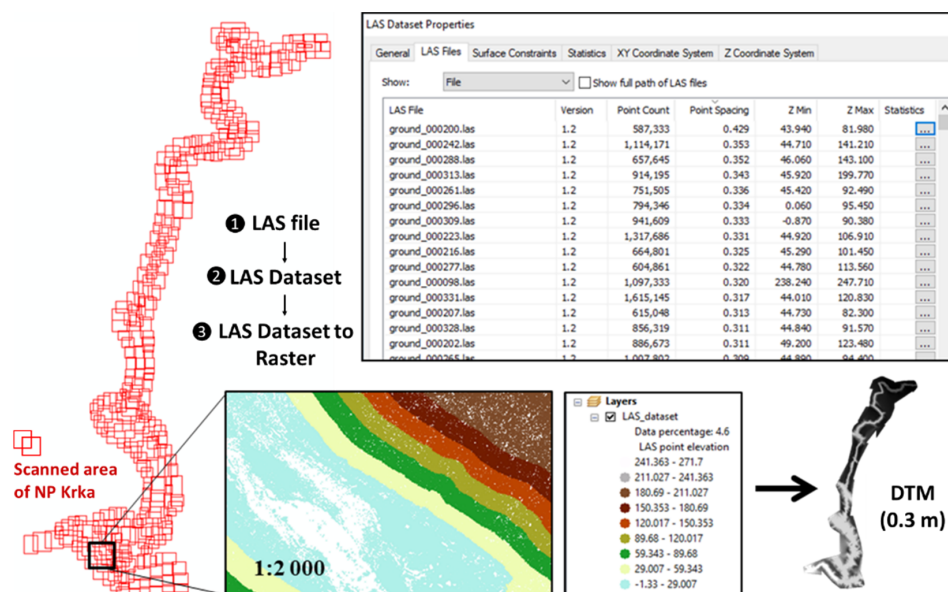 LAS Dataset Properties
General LAS Files Surface Constraints Statistics XY Coordinate System Z Coordinate System
Show: File Show full path of LAS files
LAS File Version Point Count Point Spacing Z Min Z Max Statistics
ground_000200.las 1.2 587,333 0.429 43.940 81.980 ...
ground_000242.las 1.2 1,114,171 0.353 44.710 141.210 ...
ground_000288.las 1.2 657,645 0.352 46.060 143.100 ...
ground_000313.las 1.2 914,195 0.343 45.920 199.770 ...
ground_000261.las 1.2 751,505 0.336 45.420 92.490 ...
ground_000296.las 1.2 794,346 0.334 0.060 95.450 ...
ground_000309.las 1.2 941,609 0.333 -0.870 90.380 ...
ground_000223.las 1.2 1,317,686 0.331 44.920 106.910 ...
ground_000216.las 1.2 664,801 0.325 45.290 101.450 ...
ground_000277.las 1.2 604,861 0.322 44.780 113.560 ...
ground_000098.las 1.2 1,097,333 0.320 238.240 247.710 ...
ground_000331.las 1.2 1,615,145 0.317 44.010 120.830 ...
ground_000207.las 1.2 615,048 0.313 44.730 82.300 ...
ground_000328.las 1.2 856,319 0.311 44.840 91.570 ...
ground_000202.las 1.2 886,673 0.311 49.200 123.480 ...
ground_000265.las 1.2 1,007,802 0.309 44.890 94.400
❶ LAS file
❷ LAS Dataset
❸ LAS Dataset to
Raster
Scanned area
of NP Krka
1:2 000
Layers
LAS_dataset
Data percentage: 4.6
LAS point elevation
241.363 - 271.7
211.027 - 241.363
180.69 - 211.027
150.353 - 180.69
120.017 - 150.353
89.68 - 120.017
59.343 - 89.68
29.007 - 59.343
-1.33 - 29.007
DTM
(0.3 m)